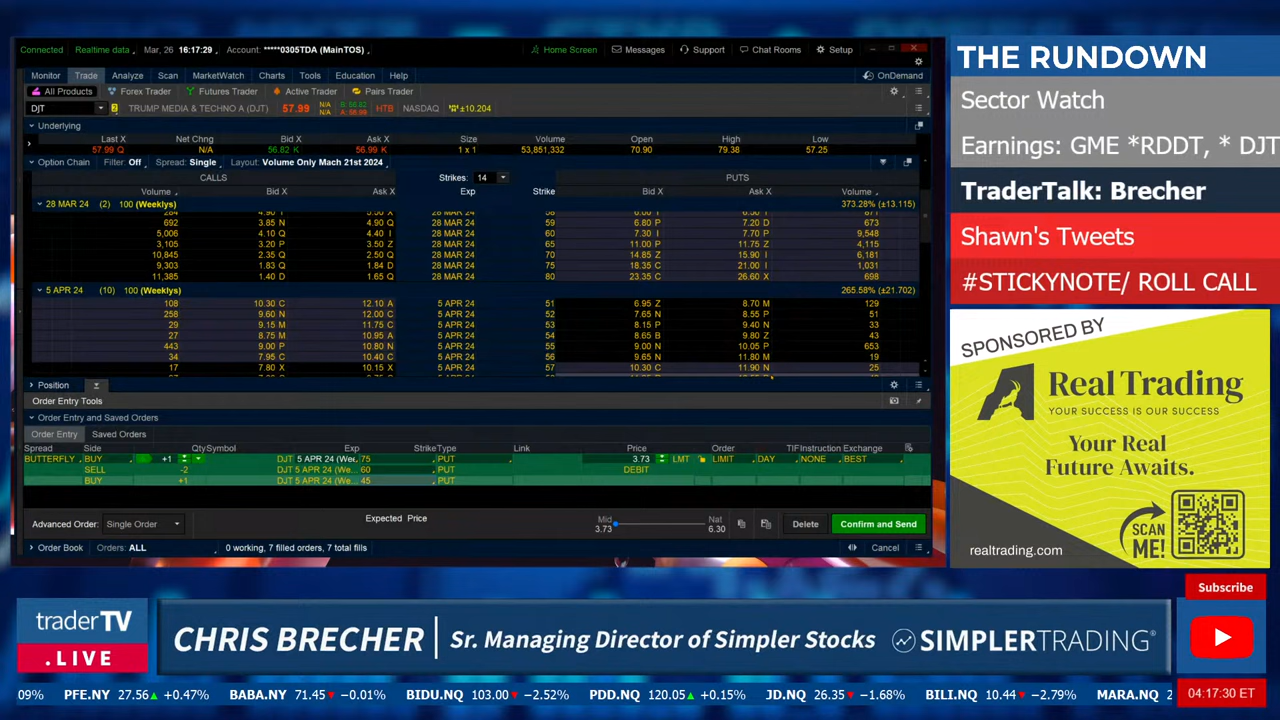 Connected Realtime data Mar, 26 16:17:29 Account: *****0305TDA (MainTOS) Home Screen Messages Support Chat Rooms Setup
Monitor Trade Analyze Scan MarketWatch Charts Tools Education Help OnDemand
All Products Forex Trader Futures Trader Active Trader Pairs Trader
DJT 2 TRUMP MEDIA & TECHNO A (DJT) 57.99 N/A N/A B: 56.82 A: 56.99 HTB NASDAQ ±10.204
Underlying
Last X Net Chng Bid X Ask X Size Volume Open High Low
57.99 Q N/A 56.82 K 56.99 K 1 x 1 53,851,332 70.90 79.38 57.25
Option Chain Filter: Off Spread: Single Layout: Volume Only Mach 21st 2024
CALLS Strikes: 14 PUTS
Volume Bid X Ask X Exp Strike Bid X Ask X Volume
28 MAR 24 (2) 100 (Weeklys) 373.28% (±13.115)
692 3.85 N 4.90 Q 28 MAR 24 59 6.80 P 7.20 D 673
5,006 4.10 Q 4.40 I 28 MAR 24 60 7.30 I 7.70 P 9,548
3,105 3.20 P 3.50 Z 28 MAR 24 65 11.00 P 11.75 Z 4,115
10,845 2.35 Q 2.50 Q 28 MAR 24 70 14.85 Z 15.90 I 6,181
9,303 1.83 Q 1.84 D 28 MAR 24 75 18.35 C 21.00 I 1,031
11,385 1.40 D 1.65 Q 28 MAR 24 80 23.35 C 26.60 X 698
5 APR 24 (10) 100 (Weeklys) 265.58% (±21.702)
108 10.30 C 12.10 A 5 APR 24 51 6.95 Z 8.70 M 129
258 9.60 N 12.00 C 5 APR 24 52 7.65 N 8.55 P 51
29 9.15 M 11.75 C 5 APR 24 53 8.15 P 9.40 N 33
27 8.75 M 10.95 A 5 APR 24 54 8.65 B 9.80 Z 43
443 9.00 P 10.80 N 5 APR 24 55 9.00 N 10.05 P 653
34 7.95 C 10.40 C 5 APR 24 56 9.65 N 11.80 M 19
17 7.80 X 10.15 X 5 APR 24 57 10.30 C 11.90 N 25
Position
Order Entry Tools
Order Entry and Saved Orders
Order Entry Saved Orders
Spread Side Qty Symbol Exp Strike Type Link Price Order TIF Instruction Exchange
BUTTERFLY BUY +1 DJT 5 APR 24 (We... 75 PUT 3.73 LMT LIMIT DAY NONE BEST
SELL -2 DJT 5 APR 24 (We... 60 PUT DEBIT
BUY +1 DJT 5 APR 24 (We... 45 PUT
Advanced Order: Single Order Expected Price Mid 3.73 Nat 6.30 Delete Confirm and Send
Order Book Orders: ALL 0 working, 7 filled orders, 7 total fills Cancel
THE RUNDOWN
Sector Watch
Earnings: GME *RDDT, * DJT
TraderTalk: Brecher
Shawn's Tweets
#STICKYNOTE/ ROLL CALL
SPONSORED BY
Real Trading
YOUR SUCCESS IS OUR SUCCESS
Your Real
Future Awaits.
SCAN
ME!
realtrading.com
Subscribe
traderTV
.LIVE
CHRIS BRECHER | Sr. Managing Director of Simpler Stocks SIMPLERTRADING®
09% PFE.NY 27.56 +0.47% BABA.NY 71.45 −0.01% BIDU.NQ 103.00 −2.52% PDD.NQ 120.05 +0.15% JD.NQ 26.35 −1.68% BILI.NQ 10.44 −2.79% MARA.NQ 2
04:17:30 ET